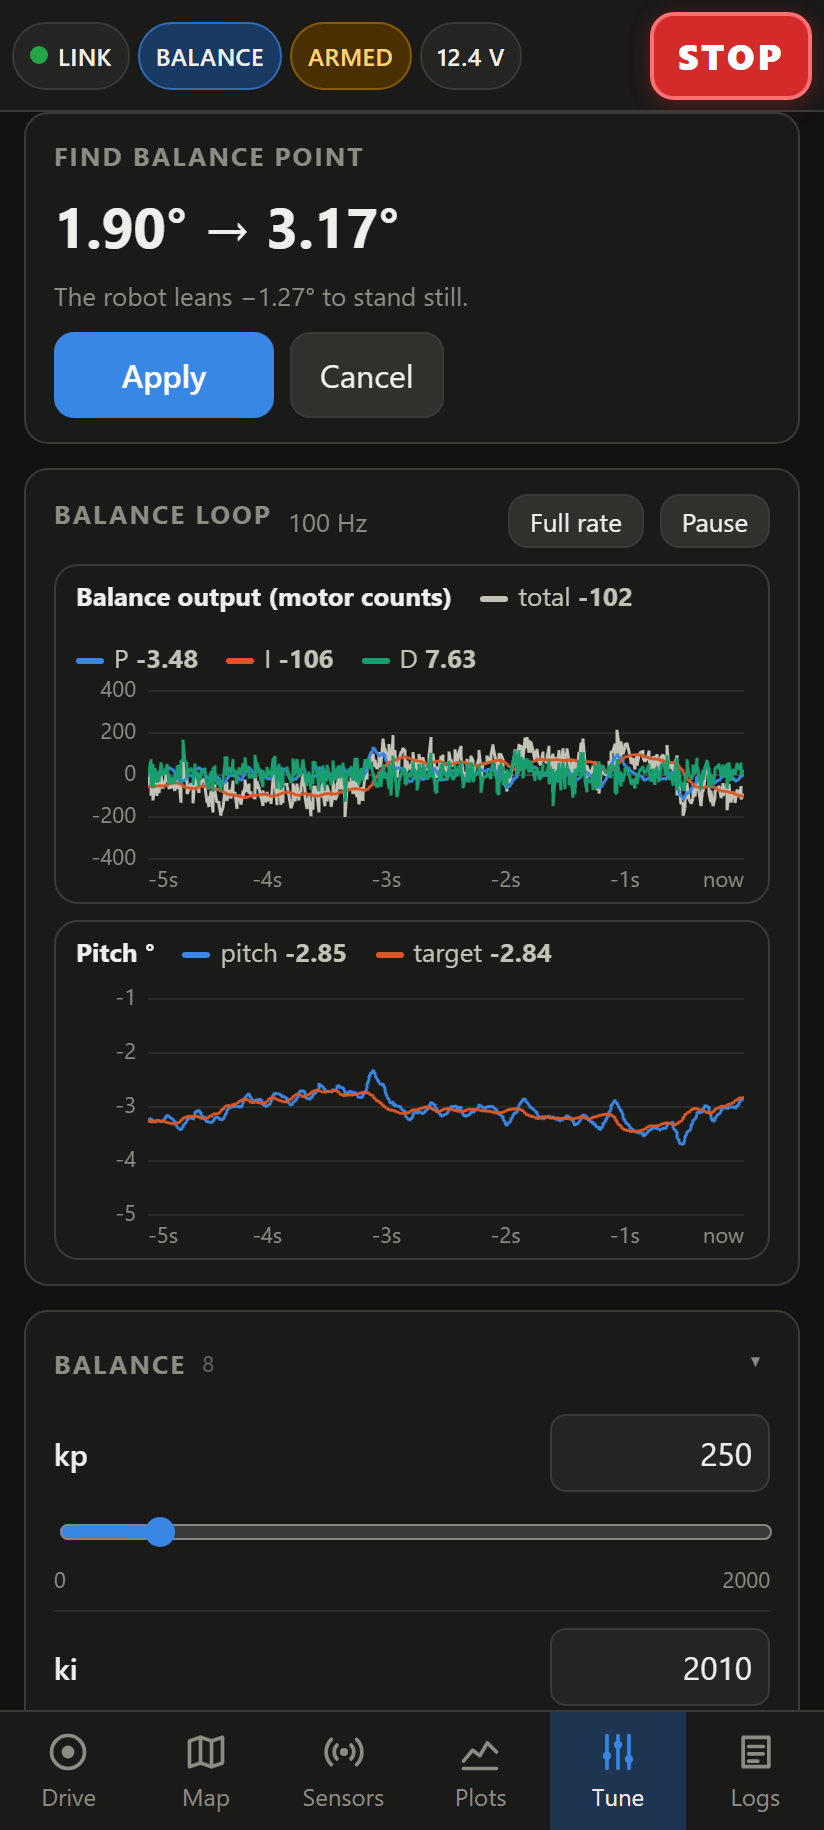 LINK BALANCE ARMED 12.4 V STOP
FIND BALANCE POINT
1.90° → 3.17°
The robot leans −1.27° to stand still.
Apply Cancel
BALANCE LOOP 100 Hz Full rate Pause
Balance output (motor counts) total -102
P -3.48 I -106 D 7.63
400
200
0
-200
-400
-5s -4s -3s -2s -1s now
Pitch ° pitch -2.85 target -2.84
-1
-2
-3
-4
-5
-5s -4s -3s -2s -1s now
BALANCE 8 ▼
kp 250
0 2000
ki 2010
Drive Map Sensors Plots Tune Logs